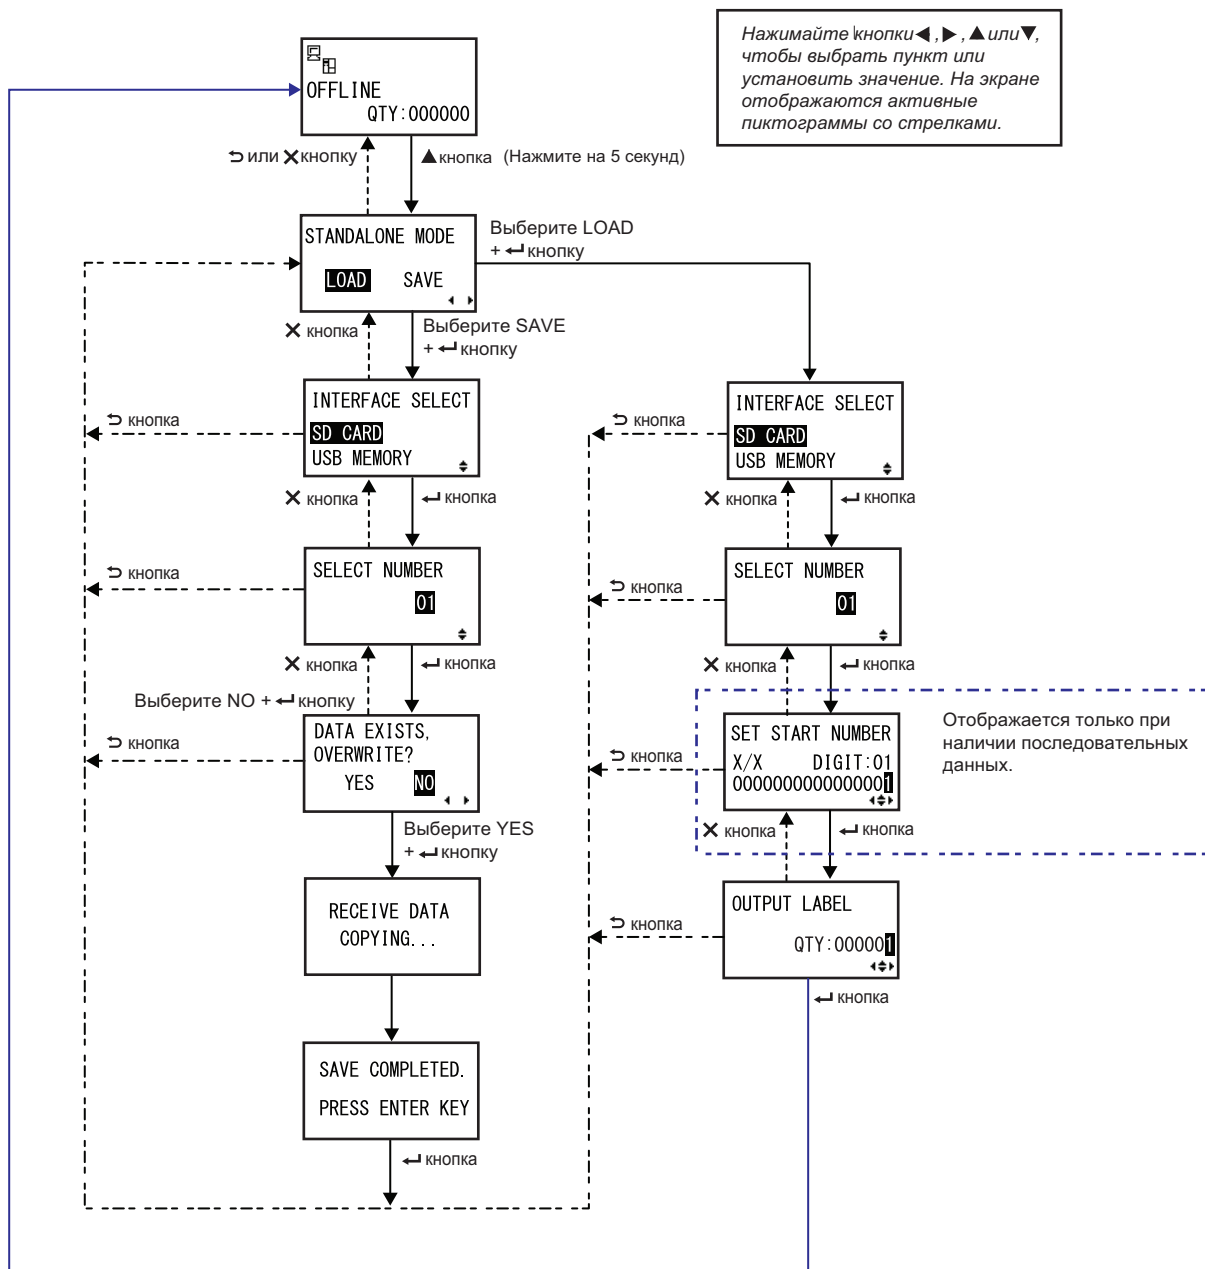 Нажимайте кнопки ◀, ▶, ▲ или ▼,
чтобы выбрать пункт или
установить значение. На экране
отображаются активные
пиктограммы со стрелками.
OFFLINE
QTY:000000
⮌ или ✕ кнопку
▲ кнопка (Нажмите на 5 секунд)
STANDALONE MODE
LOAD SAVE
Выберите LOAD
+ ↵ кнопку
✕ кнопка
Выберите SAVE
+ ↵ кнопку
INTERFACE SELECT
SD CARD
USB MEMORY
⮌ кнопка
✕ кнопка
↵ кнопка
SELECT NUMBER
01
⮌ кнопка
✕ кнопка
↵ кнопка
Выберите NO + ↵ кнопку
DATA EXISTS,
OVERWRITE?
YES NO
⮌ кнопка
Выберите YES
+ ↵ кнопку
RECEIVE DATA
COPYING...
SAVE COMPLETED.
PRESS ENTER KEY
↵ кнопка
INTERFACE SELECT
SD CARD
USB MEMORY
⮌ кнопка
✕ кнопка
↵ кнопка
SELECT NUMBER
01
⮌ кнопка
✕ кнопка
↵ кнопка
SET START NUMBER
X/X DIGIT:01
0000000000000001
Отображается только при
наличии последовательных
данных.
⮌ кнопка
✕ кнопка
↵ кнопка
OUTPUT LABEL
QTY:000001
⮌ кнопка
↵ кнопка